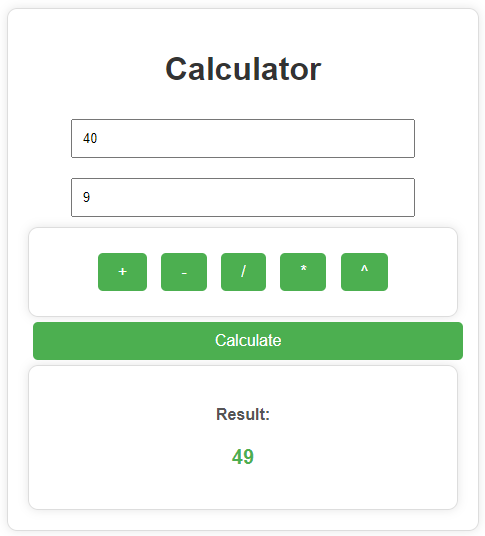 Calculator
40
9
+ - / * ^
Calculate
Result:
49